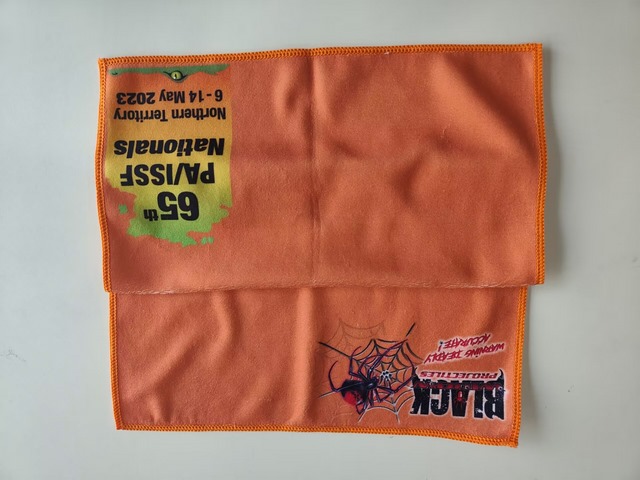 65th
PA/ISSF
Nationals
Northern Territory
6 - 14 May 2023
BLACK
PROJECTILES
WARNING DEADLY
ACCURATE!